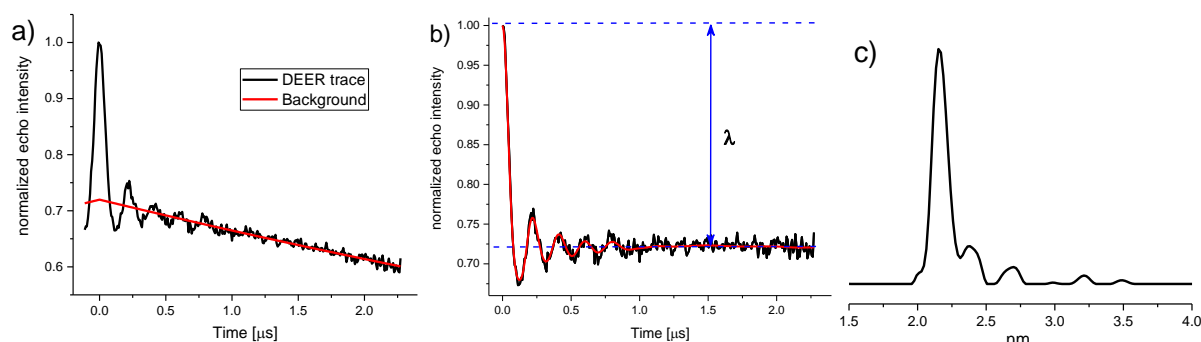 a)
normalized echo intensity
1.0
0.9
0.8
0.7
0.6
DEER trace
Background
0.0 0.5 1.0 1.5 2.0
Time [μs]
b)
normalized echo intensity
1.00
0.95
0.90
0.85
0.80
0.75
0.70
λ
0.0 0.5 1.0 1.5 2.0
Time [μs]
c)
1.5 2.0 2.5 3.0 3.5 4.0
nm